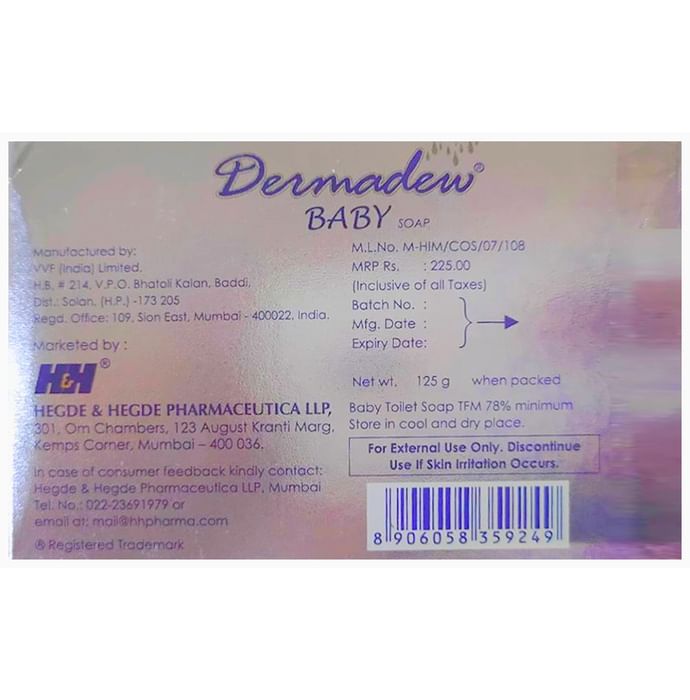 Dermadew®
BABY SOAP
Manufactured by:
VVF (India) Limited.
H.B. # 214, V.P.O. Bhatoli Kalan, Baddi,
Dist.: Solan, (H.P.) -173 205
Regd. Office: 109, Sion East, Mumbai - 400022, India.
Marketed by :
H&H®
HEGDE & HEGDE PHARMACEUTICA LLP,
301, Om Chambers, 123 August Kranti Marg,
Kemps Corner, Mumbai – 400 036.
In case of consumer feedback kindly contact:
Hegde & Hegde Pharmaceutica LLP, Mumbai
Tel. No.: 022-23691979 or
email at: mail@hhpharma.com
® Registered Trademark
M.L.No. M-HIM/COS/07/108
MRP Rs. : 225.00
(Inclusive of all Taxes)
Batch No. :
Mfg. Date :
Expiry Date:
Net wt. 125 g when packed
Baby Toilet Soap TFM 78% minimum
Store in cool and dry place.
For External Use Only. Discontinue
Use If Skin Irritation Occurs.
8 906058 359249